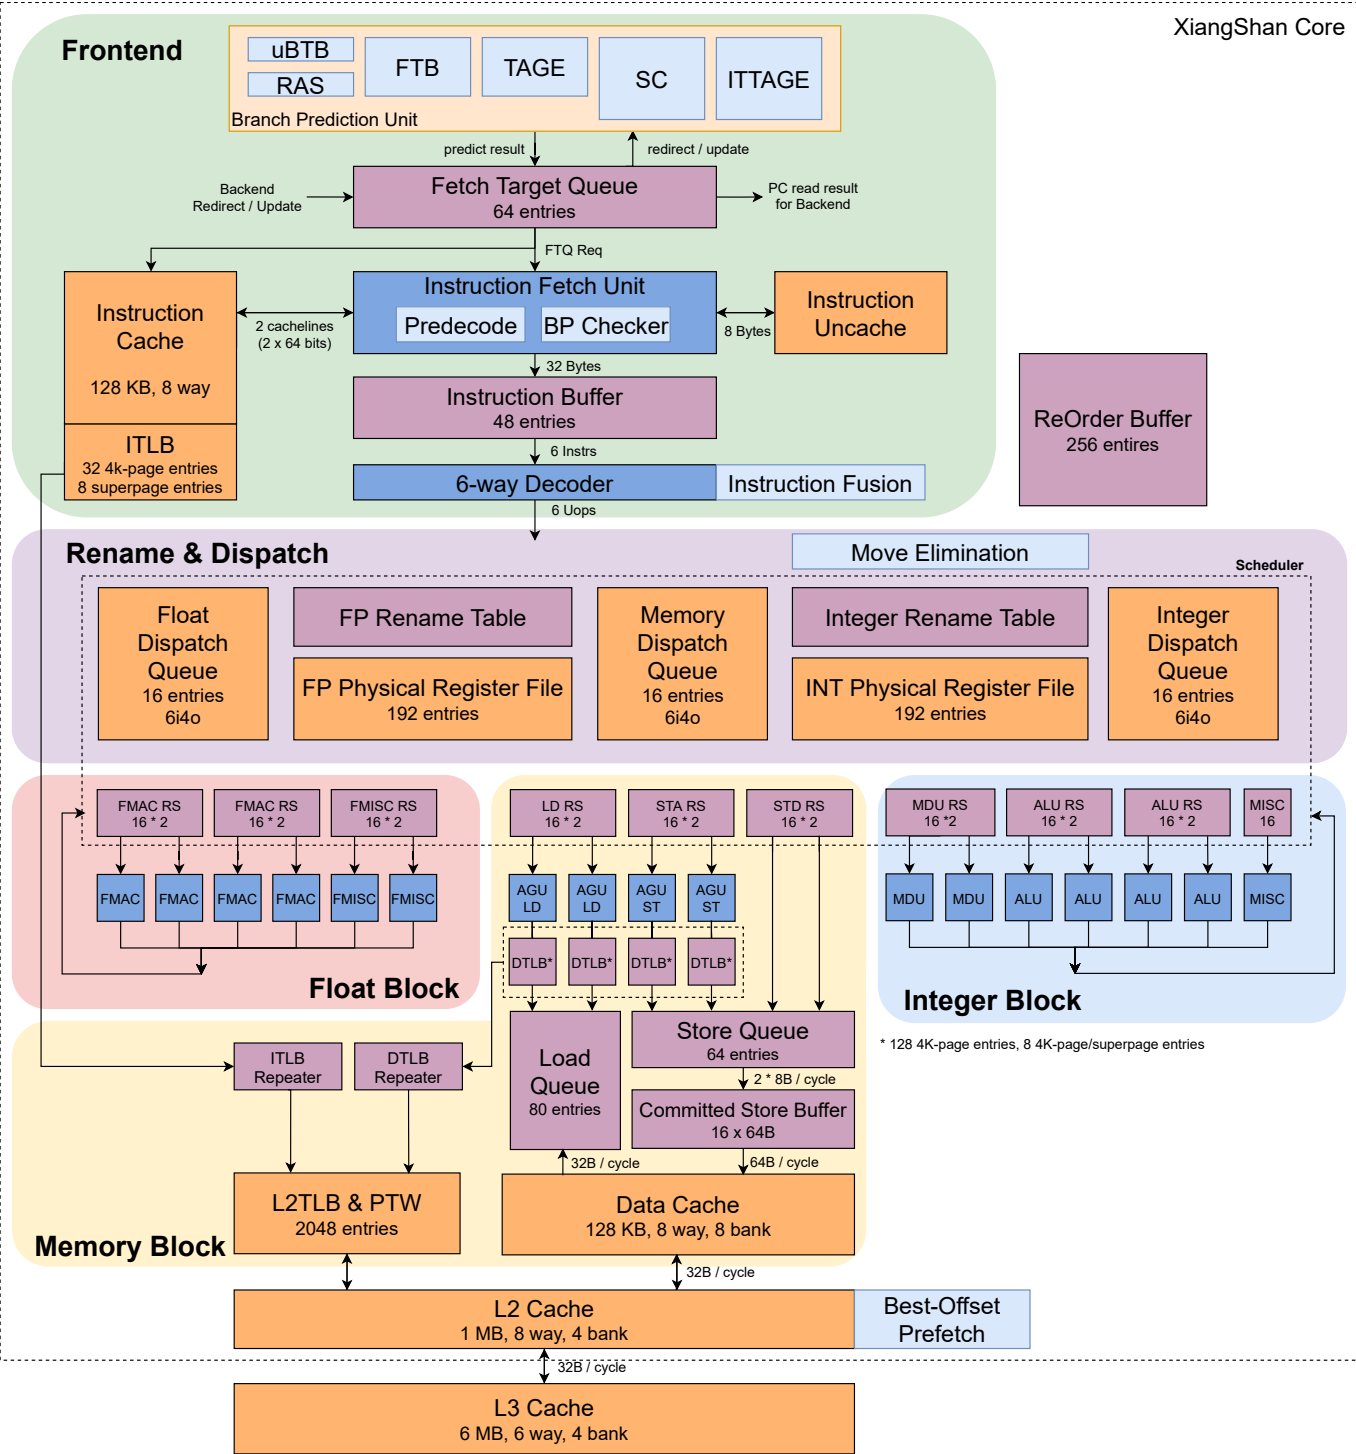 XiangShan Core
Frontend
uBTB
RAS
FTB
TAGE
SC
ITTAGE
Branch Prediction Unit
predict result
redirect / update
Backend
Redirect / Update
Fetch Target Queue
64 entries
PC read result
for Backend
FTQ Req
Instruction
Cache
128 KB, 8 way
2 cachelines
(2 x 64 bits)
Instruction Fetch Unit
Predecode
BP Checker
8 Bytes
Instruction
Uncache
32 Bytes
Instruction Buffer
48 entries
ITLB
32 4k-page entries
8 superpage entries
6 Instrs
6-way Decoder
Instruction Fusion
6 Uops
ReOrder Buffer
256 entires
Rename & Dispatch
Move Elimination
Scheduler
Float
Dispatch
Queue
16 entries
6i4o
FP Rename Table
FP Physical Register File
192 entries
Memory
Dispatch
Queue
16 entries
6i4o
Integer Rename Table
INT Physical Register File
192 entries
Integer
Dispatch
Queue
16 entries
6i4o
FMAC RS
16 * 2
FMAC RS
16 * 2
FMISC RS
16 * 2
FMAC
FMAC
FMAC
FMAC
FMISC
FMISC
Float Block
LD RS
16 * 2
STA RS
16 * 2
STD RS
16 * 2
AGU
LD
AGU
LD
AGU
ST
AGU
ST
DTLB*
DTLB*
DTLB*
DTLB*
MDU RS
16 *2
ALU RS
16 * 2
ALU RS
16 * 2
MISC
16
MDU
MDU
ALU
ALU
ALU
ALU
MISC
Integer Block
* 128 4K-page entries, 8 4K-page/superpage entries
ITLB
Repeater
DTLB
Repeater
Load
Queue
80 entries
Store Queue
64 entries
2 * 8B / cycle
Committed Store Buffer
16 x 64B
32B / cycle
64B / cycle
L2TLB & PTW
2048 entries
Data Cache
128 KB, 8 way, 8 bank
Memory Block
32B / cycle
L2 Cache
1 MB, 8 way, 4 bank
Best-Offset
Prefetch
32B / cycle
L3 Cache
6 MB, 6 way, 4 bank